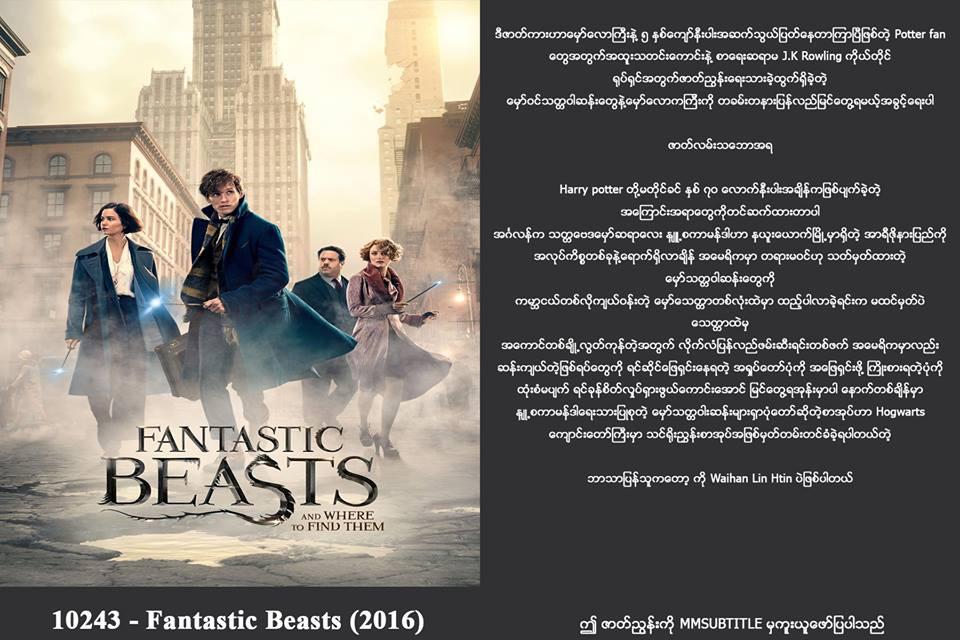 ဒီဇာတ်ကားဟာမှော်လောကြီးနဲ့ ၅ နှစ်ကျော်နီးပါးအဆက်သွယ်ပြတ်နေတာကြာပြီဖြစ်တဲ့ Potter fan
တွေအတွက်အထူးသတင်းကောင်းနဲ့ စာရေးဆရာမ J.K Rowling ကိုယ်တိုင်
ရုပ်ရှင်အတွက်ဇာတ်ညွှန်းရေးသားခဲ့ထွက်ရှိခဲ့တဲ့
မှော်ဝင်သတ္တဝါဆန်းတွေနဲ့မှော်လောကကြီးကို တခမ်းတနားပြန်လည်မြင်တွေ့ရမယ့်အခွင့်ရေးပါ
ဇာတ်လမ်းသဘောအရ
Harry potter တို့မတိုင်ခင် နှစ် ၇၀ လောက်နီးပါးအချိန်ကဖြစ်ပျက်ခဲ့တဲ့
အကြောင်းအရာတွေကိုတင်ဆက်ထားတာပါ
အင်္ဂလန်က သတ္တဗေဒမှော်ဆရာလေး နျူ့စကာမန်ဒါဟာ နယူးယောက်မြို့မှာရှိတဲ့ အာရီဇိုနားပြည်ကို
အလုပ်ကိစ္စတစ်ခုနဲ့ရောက်ရှိလာချိန် အမေရိကမှာ တရားမဝင်ဟု သတ်မှတ်ထားတဲ့
မှော်သတ္တဝါဆန်းတွေကို
ကမ္ဘာငယ်တစ်လိုကျယ်ဝန်းတဲ့ မှော်သေတ္တာတစ်လုံးထဲမှာ ထည့်ပါလာခဲ့ရင်းက မထင်မှတ်ပဲ
သေတ္တာထဲမှ
အကောင်တစ်ချို့လွတ်ကုန်တဲ့အတွက် လိုက်လံပြန်လည်ဖမ်းဆီးရင်းတစ်ဖက် အမေရိကမှာလည်း
ဆန်းကျယ်တဲ့ဖြစ်ရပ်တွေကို ရင်ဆိုင်ဖြေရှင်းနေရတဲ့ အရှုပ်တော်ပုံကို အဖြေရှင်းဖို့ ကြိုးစားရတဲ့ပုံကို
ထုံးစံမပျက် ရင်ခုန်စိတ်လှုပ်ရှားဖွယ်ကောင်းအောင် မြင်တွေ့ရအုန်းမှာပါ နောက်တစ်ချိန်မှာ
နျူ့စကာမန်ဒါရေးသားပြုစုတဲ့ မှော်သတ္တဝါးဆန်းများရှာပုံတော်ဆိုတဲ့စာအုပ်ဟာ Hogwarts
ကျောင်းတော်ကြီးမှာ သင်ရိုးညွှန်းစာအုပ်အဖြစ်မှတ်တမ်းတင်ခံခဲ့ရပါတယ်တဲ့
ဘာသာပြန်သူကတော့ ကို Waihan Lin Htin ပဲဖြစ်ပါတယ်
FANTASTIC
BEASTS
AND WHERE
TO FIND THEM
10243 - Fantastic Beasts (2016)
ဤ ဇာတ်ညွှန်းကို MMSUBTITLE မှကူးယူဖော်ပြပါသည်